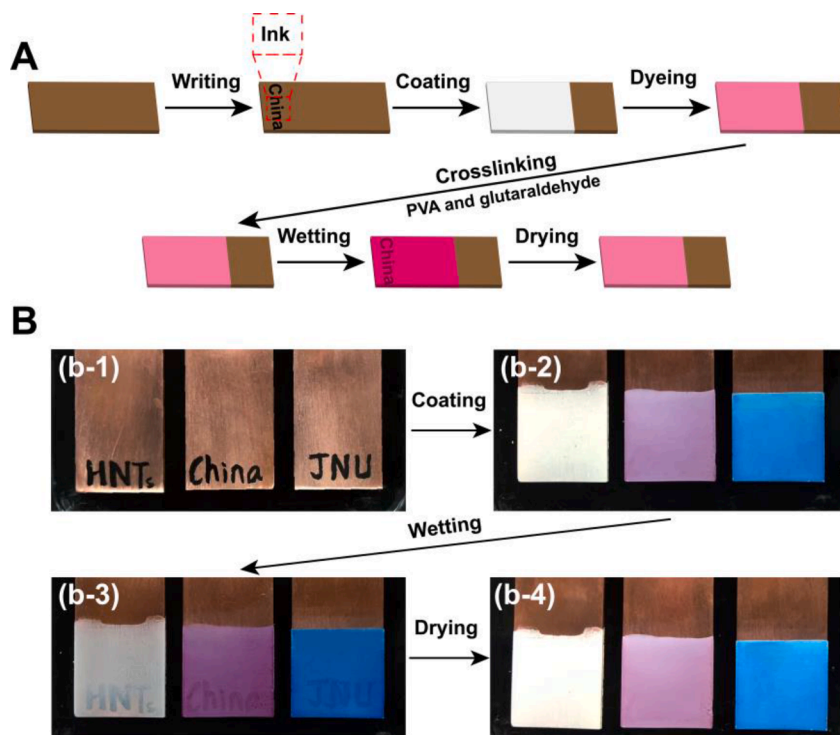 A
Ink
Writing
Coating
Dyeing
China
Crosslinking
PVA and glutaraldehyde
Wetting
Drying
China
B
(b-1)
HNTs
China
JNU
Coating
(b-2)
Wetting
(b-3)
HNTs
China
JNU
Drying
(b-4)